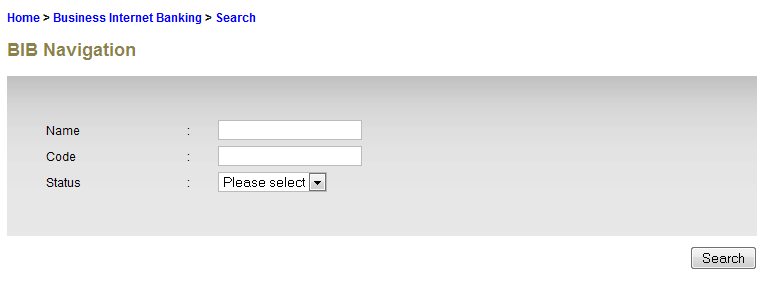 Home > Business Internet Banking > Search
BIB Navigation
Name :
Code :
Status : Please select
Search